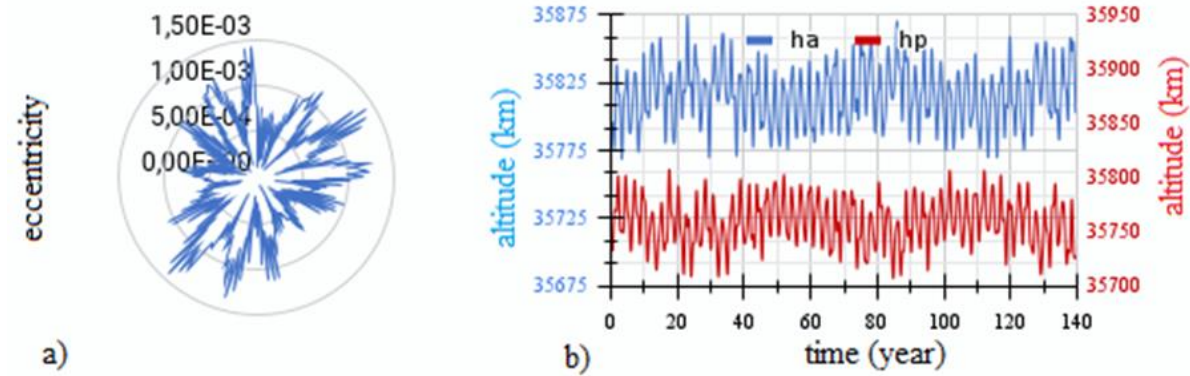 1,50E-03
1,00E-03
5,00E-04
0,00E+00
eccentricity
a)
35875
35825
35775
35725
35675
altitude (km)
ha
hp
35950
35900
35850
35800
35750
35700
altitude (km)
0 20 40 60 80 100 120 140
time (year)
b)